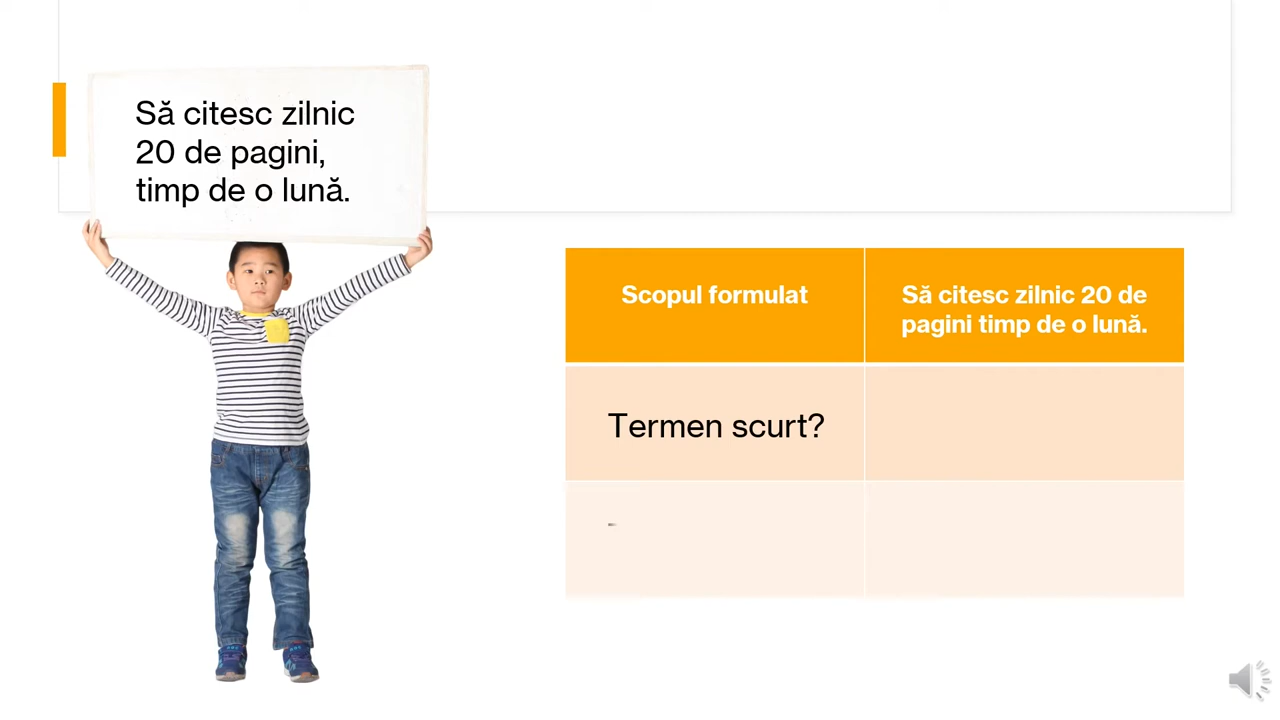 Să citesc zilnic
20 de pagini,
timp de o lună.
Scopul formulat
Să citesc zilnic 20 de
pagini timp de o lună.
Termen scurt?